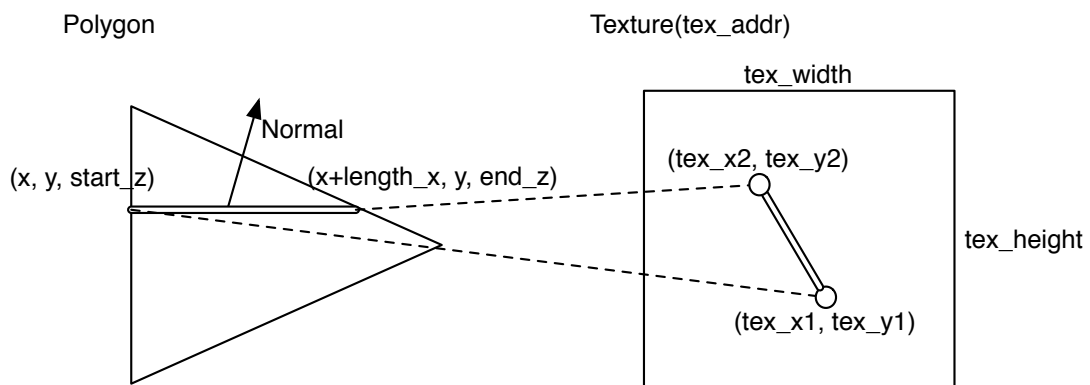 Polygon
Texture(tex_addr)
tex_width
Normal
(x, y, start_z)
(x+length_x, y, end_z)
(tex_x2, tex_y2)
tex_height
(tex_x1, tex_y1)